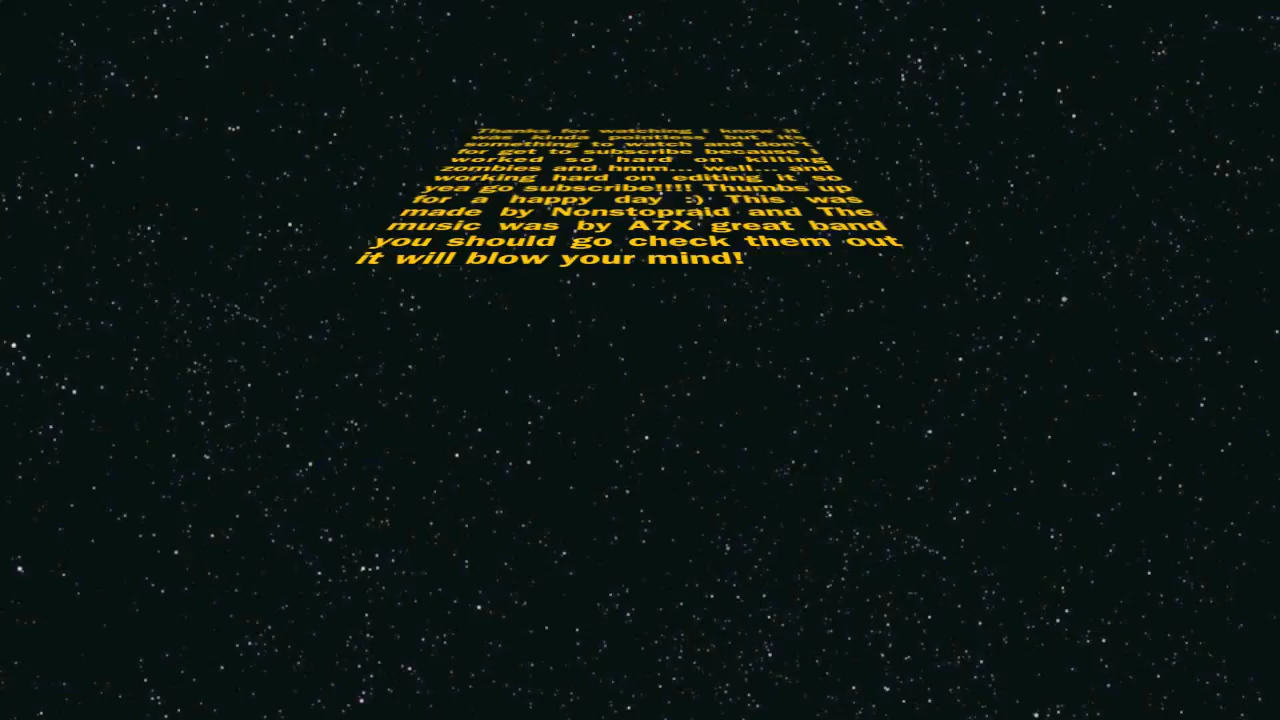 Thanks for watching i know it
was kinda pointless but it's
something to watch and don't
for get to subscribe because i
worked so hard on killing
zombies and hmm... well... and
working hard on editing it so
yea go subscribe!!!! Thumbs up
for a happy day :) This was
made by Nonstopraid and The
music was by A7X great band
you should go check them out
it will blow your mind!